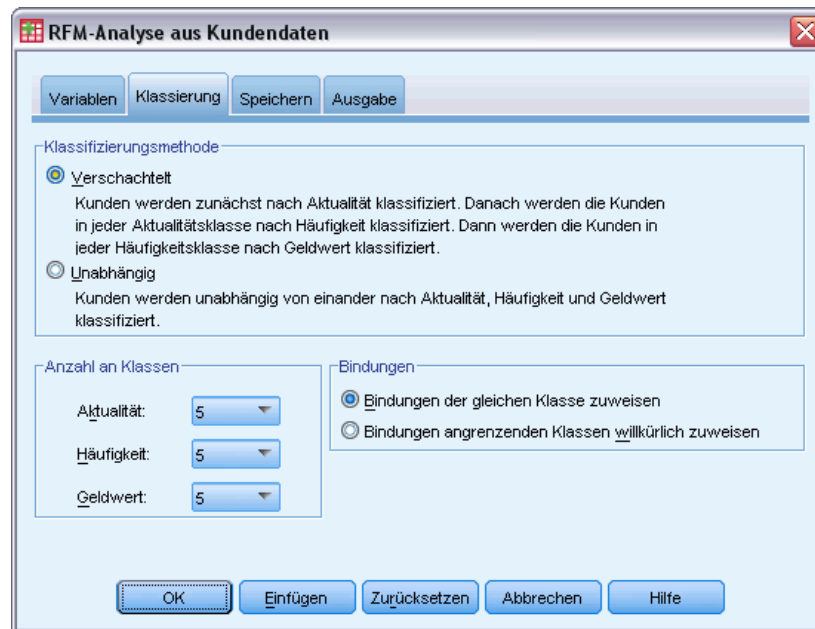 RFM-Analyse aus Kundendaten
Variablen
Klassierung
Speichern
Ausgabe
Klassifizierungsmethode
Verschachtelt
Kunden werden zunächst nach Aktualität klassifiziert. Danach werden die Kunden
in jeder Aktualitätsklasse nach Häufigkeit klassifiziert. Dann werden die Kunden in
jeder Häufigkeitsklasse nach Geldwert klassifiziert.
Unabhängig
Kunden werden unabhängig von einander nach Aktualität, Häufigkeit und Geldwert
klassifiziert.
Anzahl an Klassen
Aktualität: 5
Häufigkeit: 5
Geldwert: 5
Bindungen
Bindungen der gleichen Klasse zuweisen
Bindungen angrenzenden Klassen willkürlich zuweisen
OK
Einfügen
Zurücksetzen
Abbrechen
Hilfe